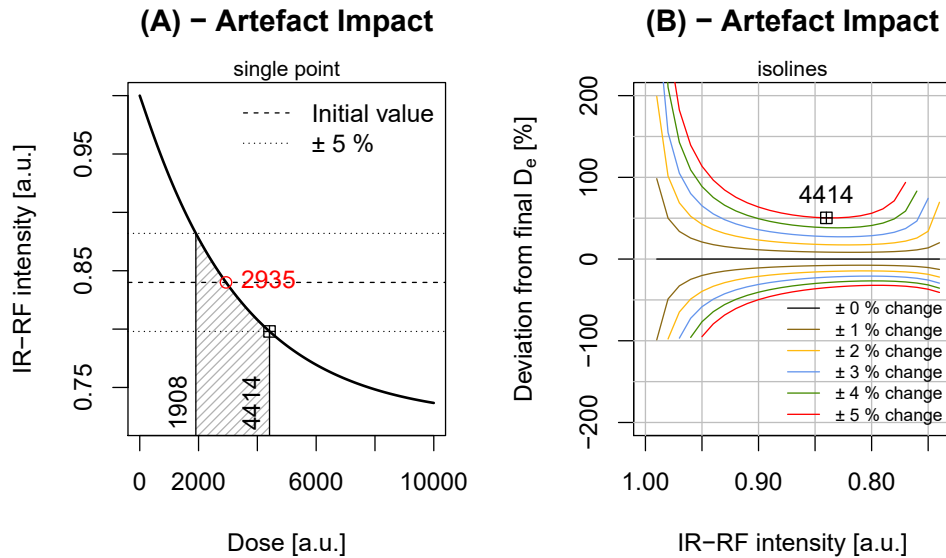 (A) − Artefact Impact
single point
IR−RF intensity [a.u.]
0.95
0.85
0.75
Initial value
± 5 %
2935
1908
4414
0
2000
6000
10000
Dose [a.u.]
(B) − Artefact Impact
isolines
Deviation from final De [%]
200
100
0
−100
−200
4414
± 0 % change
± 1 % change
± 2 % change
± 3 % change
± 4 % change
± 5 % change
1.00
0.90
0.80
IR−RF intensity [a.u.]